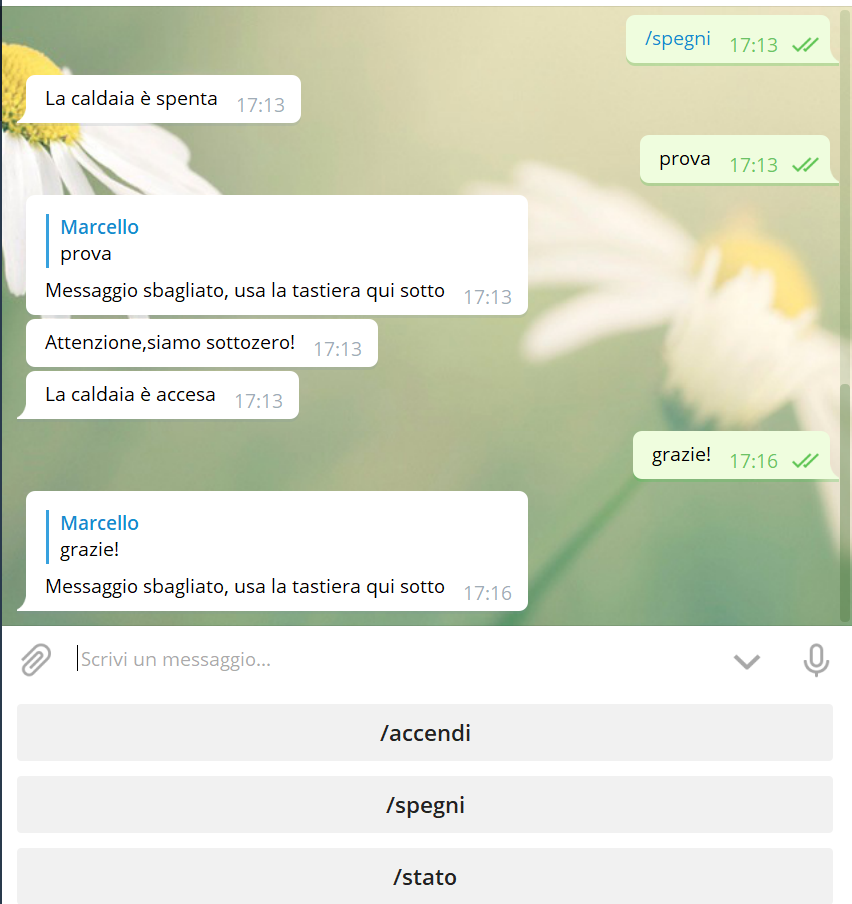 /spegni 17:13
La caldaia è spenta 17:13
prova 17:13
Marcello
prova
Messaggio sbagliato, usa la tastiera qui sotto 17:13
Attenzione,siamo sottozero! 17:13
La caldaia è accesa 17:13
grazie! 17:16
Marcello
grazie!
Messaggio sbagliato, usa la tastiera qui sotto 17:16
Scrivi un messaggio...
/accendi
/spegni
/stato